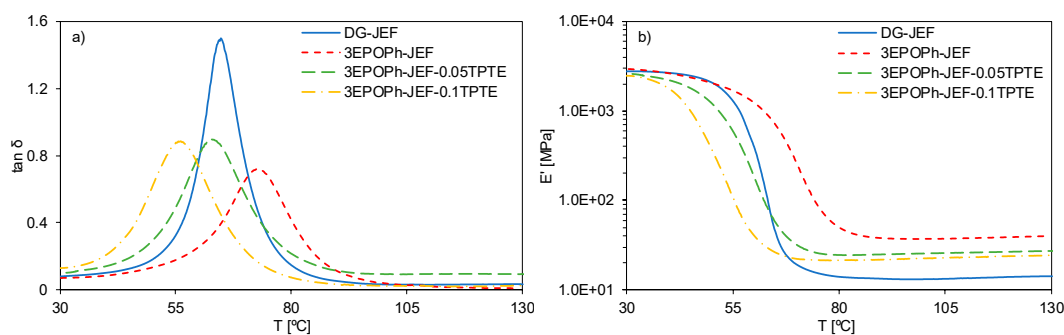 a)
DG-JEF
3EPOPh-JEF
3EPOPh-JEF-0.05TPTE
3EPOPh-JEF-0.1TPTE
tan δ
1.6
1.2
0.8
0.4
0
30 55 80 105 130
T [ºC]
b)
DG-JEF
3EPOPh-JEF
3EPOPh-JEF-0.05TPTE
3EPOPh-JEF-0.1TPTE
E' [MPa]
1.0E+04
1.0E+03
1.0E+02
1.0E+01
30 55 80 105 130
T [ºC]